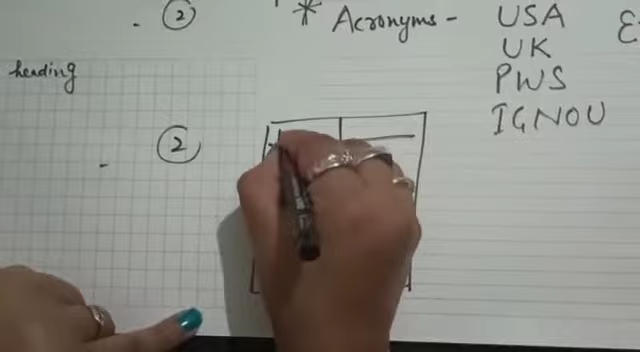 ②
* Acronyms - USA
UK
PWS
IGNOU
heading
- ②